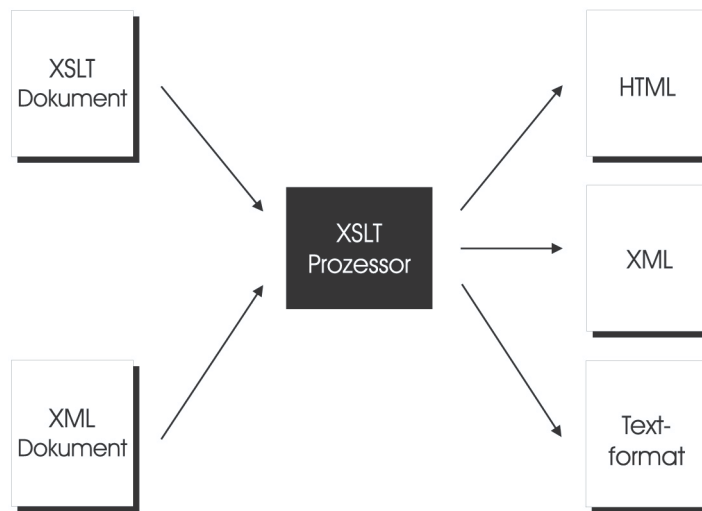 XSLT
Dokument
HTML
XSLT
Prozessor
XML
XML
Dokument
Text-
format